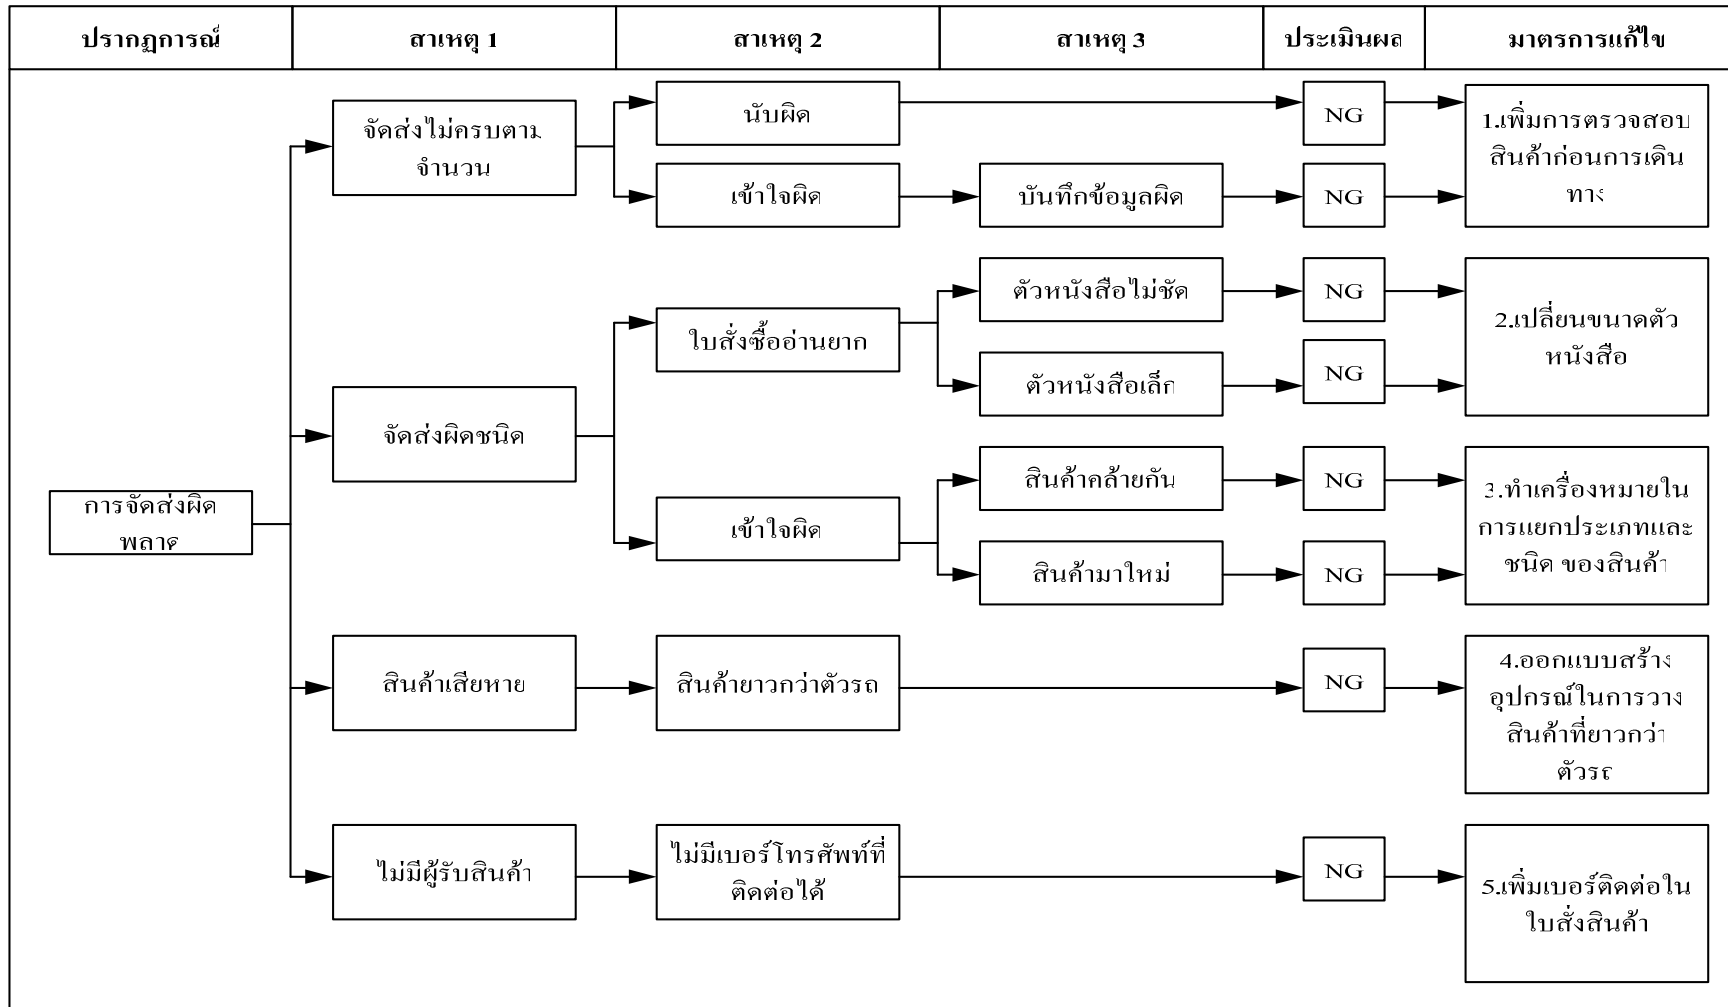 ปรากฏการณ์
สาเหตุ 1
สาเหตุ 2
สาเหตุ 3
ประเมินผล
มาตรการแก้ไข
การจัดส่งผิด
พลาด
จัดส่งไม่ครบตาม
จำนวน
นับผิด
NG
1.เพิ่มการตรวจสอบ
สินค้าก่อนการเดิน
ทาง
เข้าใจผิด
บันทึกข้อมูลผิด
NG
จัดส่งผิดชนิด
ใบสั่งซื้ออ่านยาก
ตัวหนังสือไม่ชัด
NG
2.เปลี่ยนขนาดตัว
หนังสือ
ตัวหนังสือเล็ก
NG
เข้าใจผิด
สินค้าคล้ายกัน
NG
3.ทำเครื่องหมายใน
การแยกประเภทและ
ชนิด ของสินค้า
สินค้ามาใหม่
NG
สินค้าเสียหาย
สินค้ายาวกว่าตัวรถ
NG
4.ออกแบบสร้าง
อุปกรณ์ในการวาง
สินค้าที่ยาวกว่า
ตัวรถ
ไม่มีผู้รับสินค้า
ไม่มีเบอร์โทรศัพท์ที่
ติดต่อได้
NG
5.เพิ่มเบอร์ติดต่อใน
ใบสั่งสินค้า